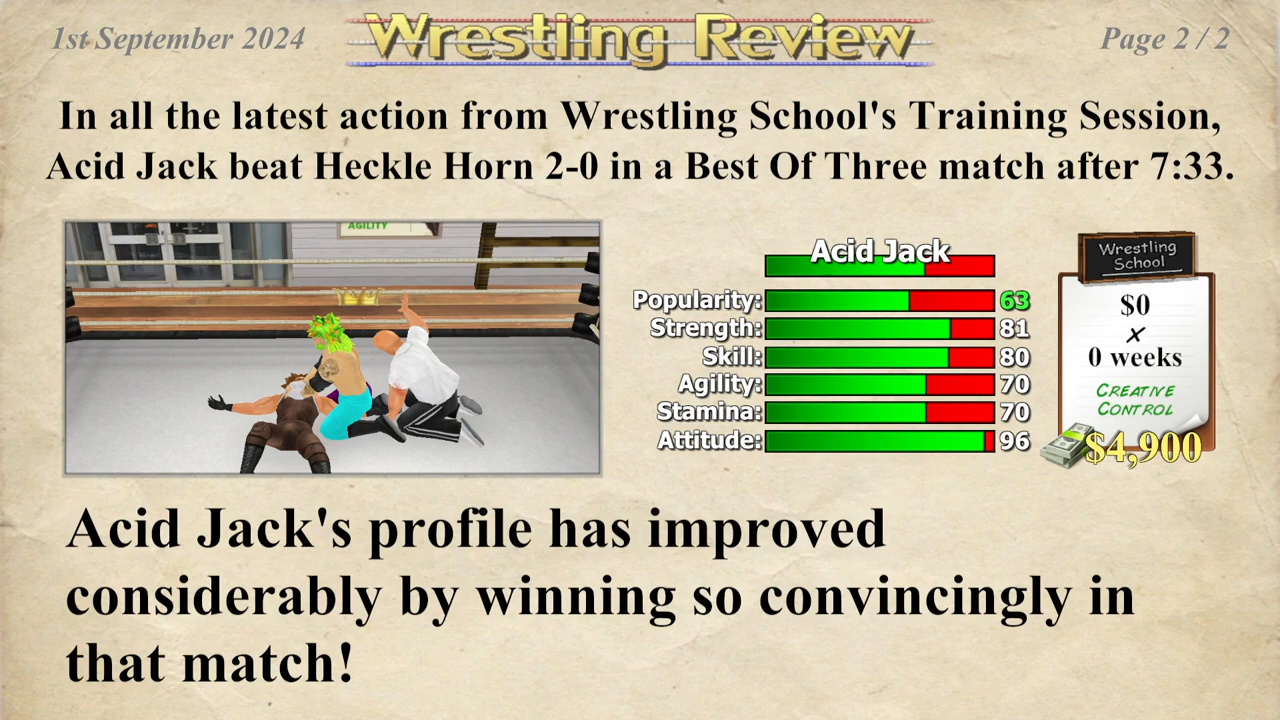 1st September 2024
Wrestling Review
Page 2 / 2
In all the latest action from Wrestling School's Training Session,
Acid Jack beat Heckle Horn 2-0 in a Best Of Three match after 7:33.
AGILITY
Acid Jack
Popularity: 63
Strength: 81
Skill: 80
Agility: 70
Stamina: 70
Attitude: 96
Wrestling
School
$0
x
0 weeks
CREATIVE
CONTROL
$4,900
Acid Jack's profile has improved
considerably by winning so convincingly in
that match!